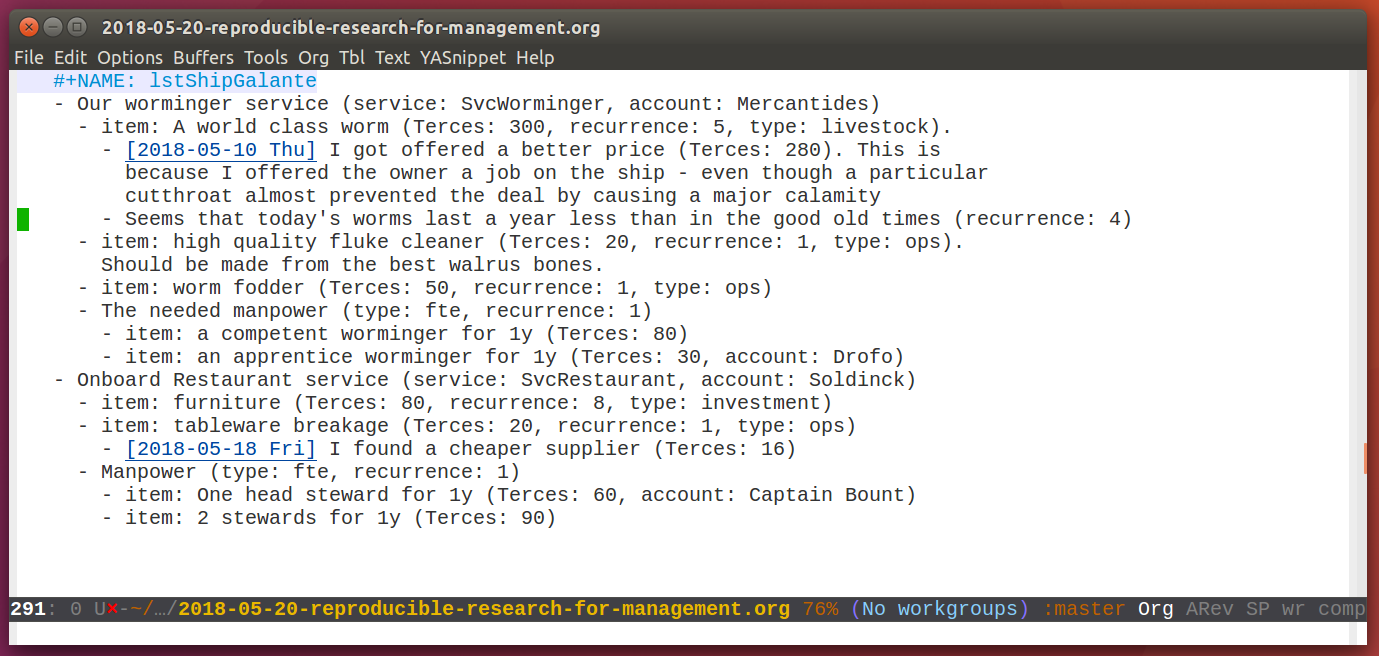 2018-05-20-reproducible-research-for-management.org
File Edit Options Buffers Tools Org Tbl Text YASnippet Help
#+NAME: lstShipGalante
- Our worminger service (service: SvcWorminger, account: Mercantides)
- item: A world class worm (Terces: 300, recurrence: 5, type: livestock).
- [2018-05-10 Thu] I got offered a better price (Terces: 280). This is
because I offered the owner a job on the ship - even though a particular
cutthroat almost prevented the deal by causing a major calamity
- Seems that today's worms last a year less than in the good old times (recurrence: 4)
- item: high quality fluke cleaner (Terces: 20, recurrence: 1, type: ops).
Should be made from the best walrus bones.
- item: worm fodder (Terces: 50, recurrence: 1, type: ops)
- The needed manpower (type: fte, recurrence: 1)
- item: a competent worminger for 1y (Terces: 80)
- item: an apprentice worminger for 1y (Terces: 30, account: Drofo)
- Onboard Restaurant service (service: SvcRestaurant, account: Soldinck)
- item: furniture (Terces: 80, recurrence: 8, type: investment)
- item: tableware breakage (Terces: 20, recurrence: 1, type: ops)
- [2018-05-18 Fri] I found a cheaper supplier (Terces: 16)
- Manpower (type: fte, recurrence: 1)
- item: One head steward for 1y (Terces: 60, account: Captain Bount)
- item: 2 stewards for 1y (Terces: 90)
291: 0 U×-~/…/2018-05-20-reproducible-research-for-management.org 76% (No workgroups) :master Org ARev SP wr comp